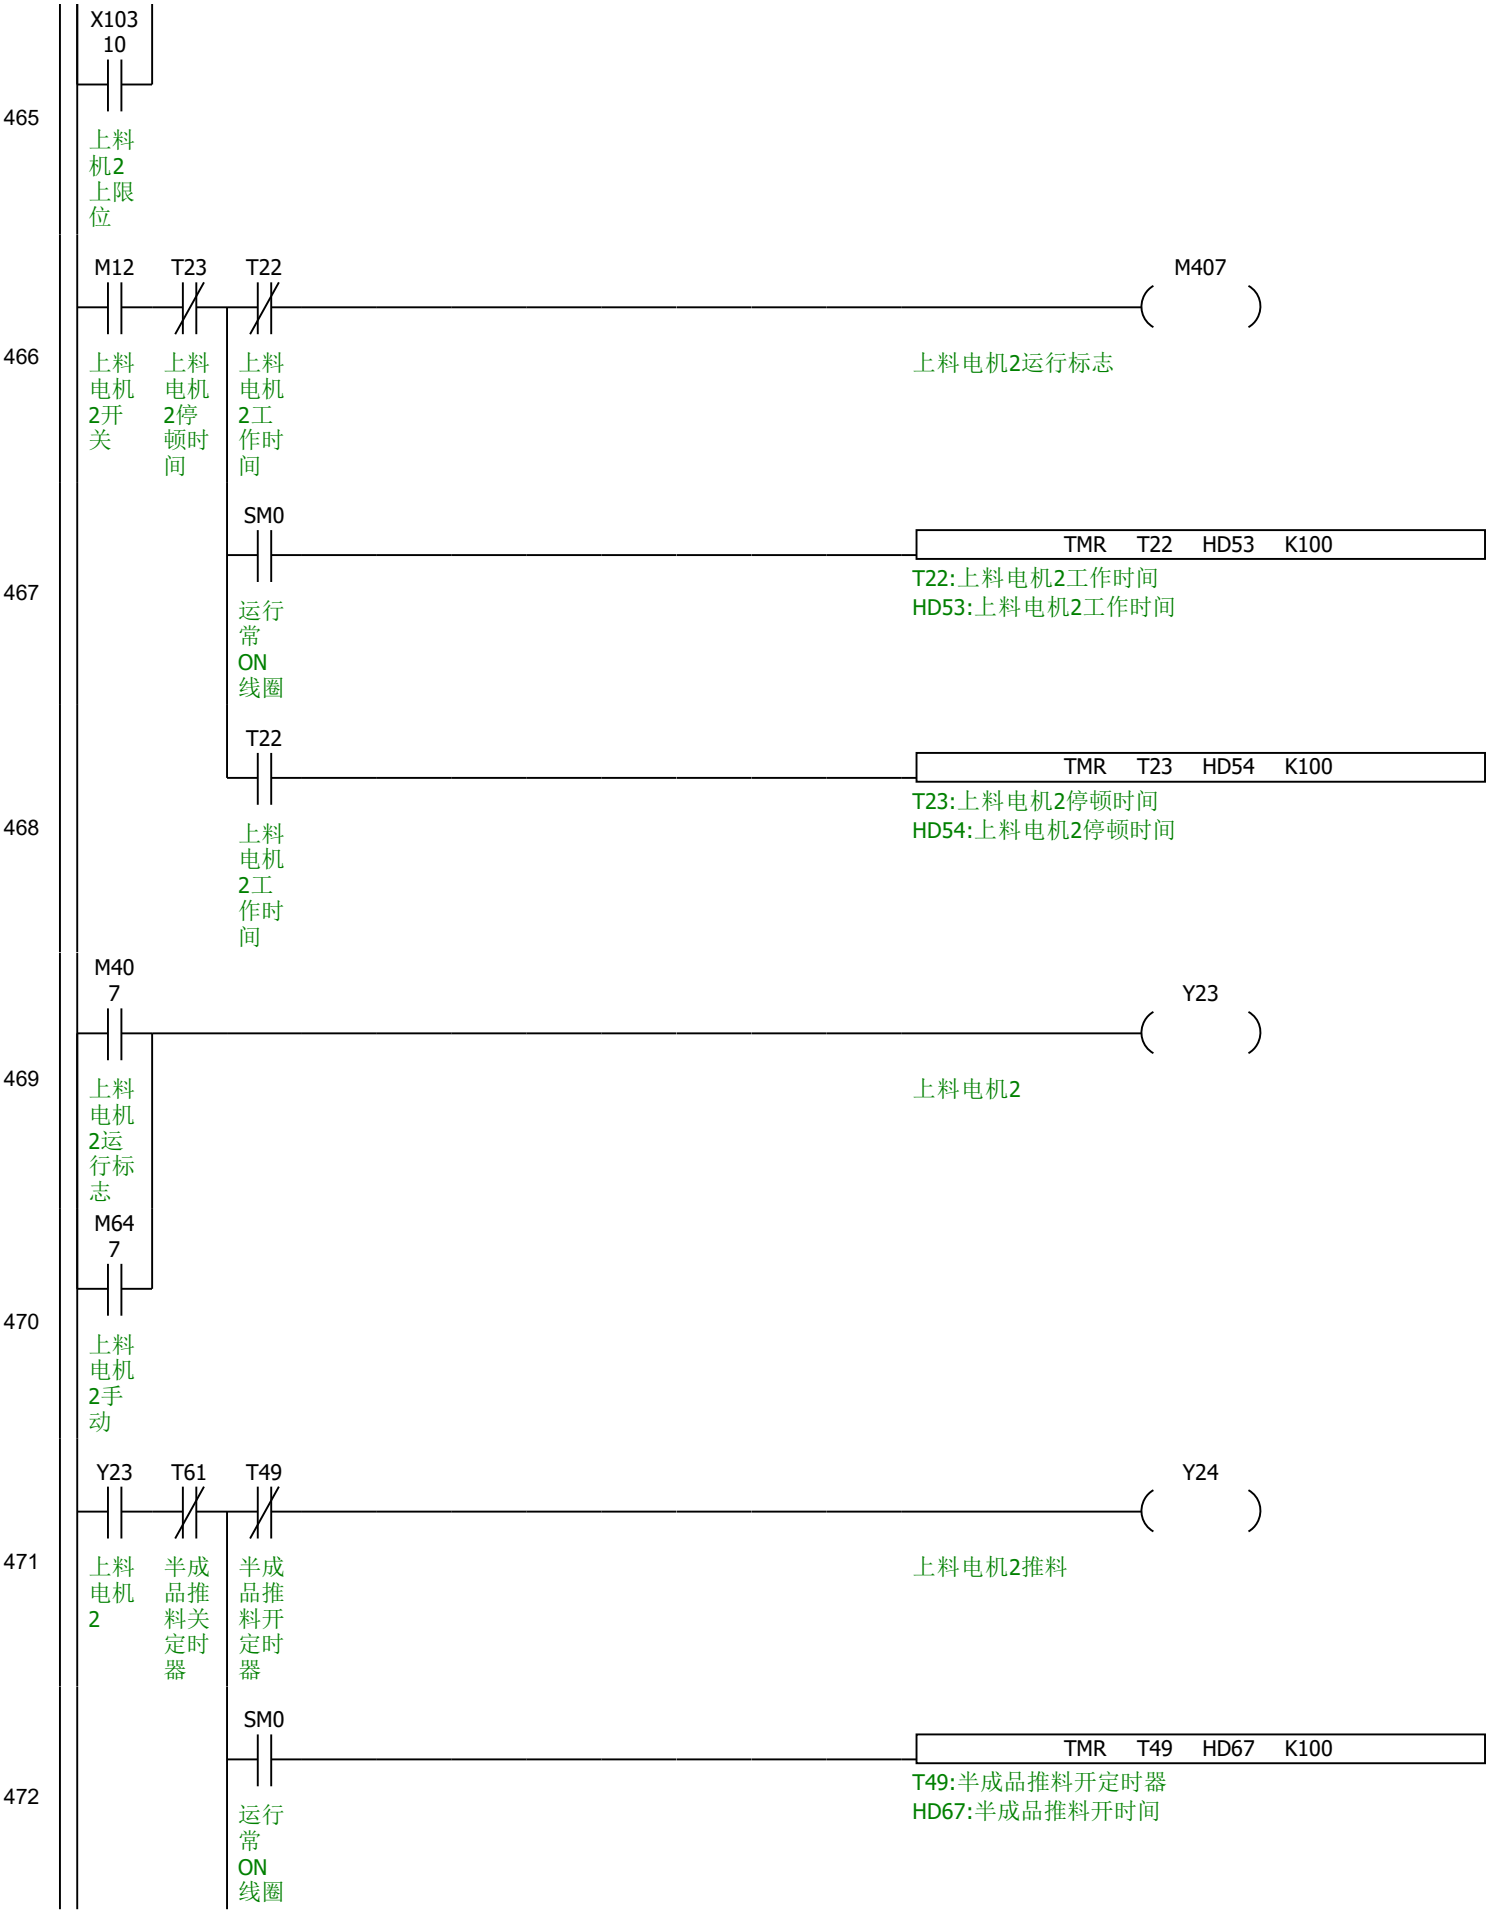 X103
10
465
上料
机2
上限
位
M12 T23 T22 M407
466
上料 上料 上料 上料电机2运行标志
电机 电机 电机
2开 2停 2工
关 顿时 作时
间 间
SM0
TMR T22 HD53 K100
467
T22:上料电机2工作时间
HD53:上料电机2工作时间
运行
常
ON
线圈
T22
TMR T23 HD54 K100
468
T23:上料电机2停顿时间
HD54:上料电机2停顿时间
上料
电机
2工
作时
间
M40
7 Y23
469
上料 上料电机2
电机
2运
行标
志
M64
7
470
上料
电机
2手
动
Y23 T61 T49 Y24
471
上料 半成 半成 上料电机2推料
电机 品推 品推
2 料关 料开
定时 定时
器 器
SM0
TMR T49 HD67 K100
472
T49:半成品推料开定时器
HD67:半成品推料开时间
运行
常
ON
线圈